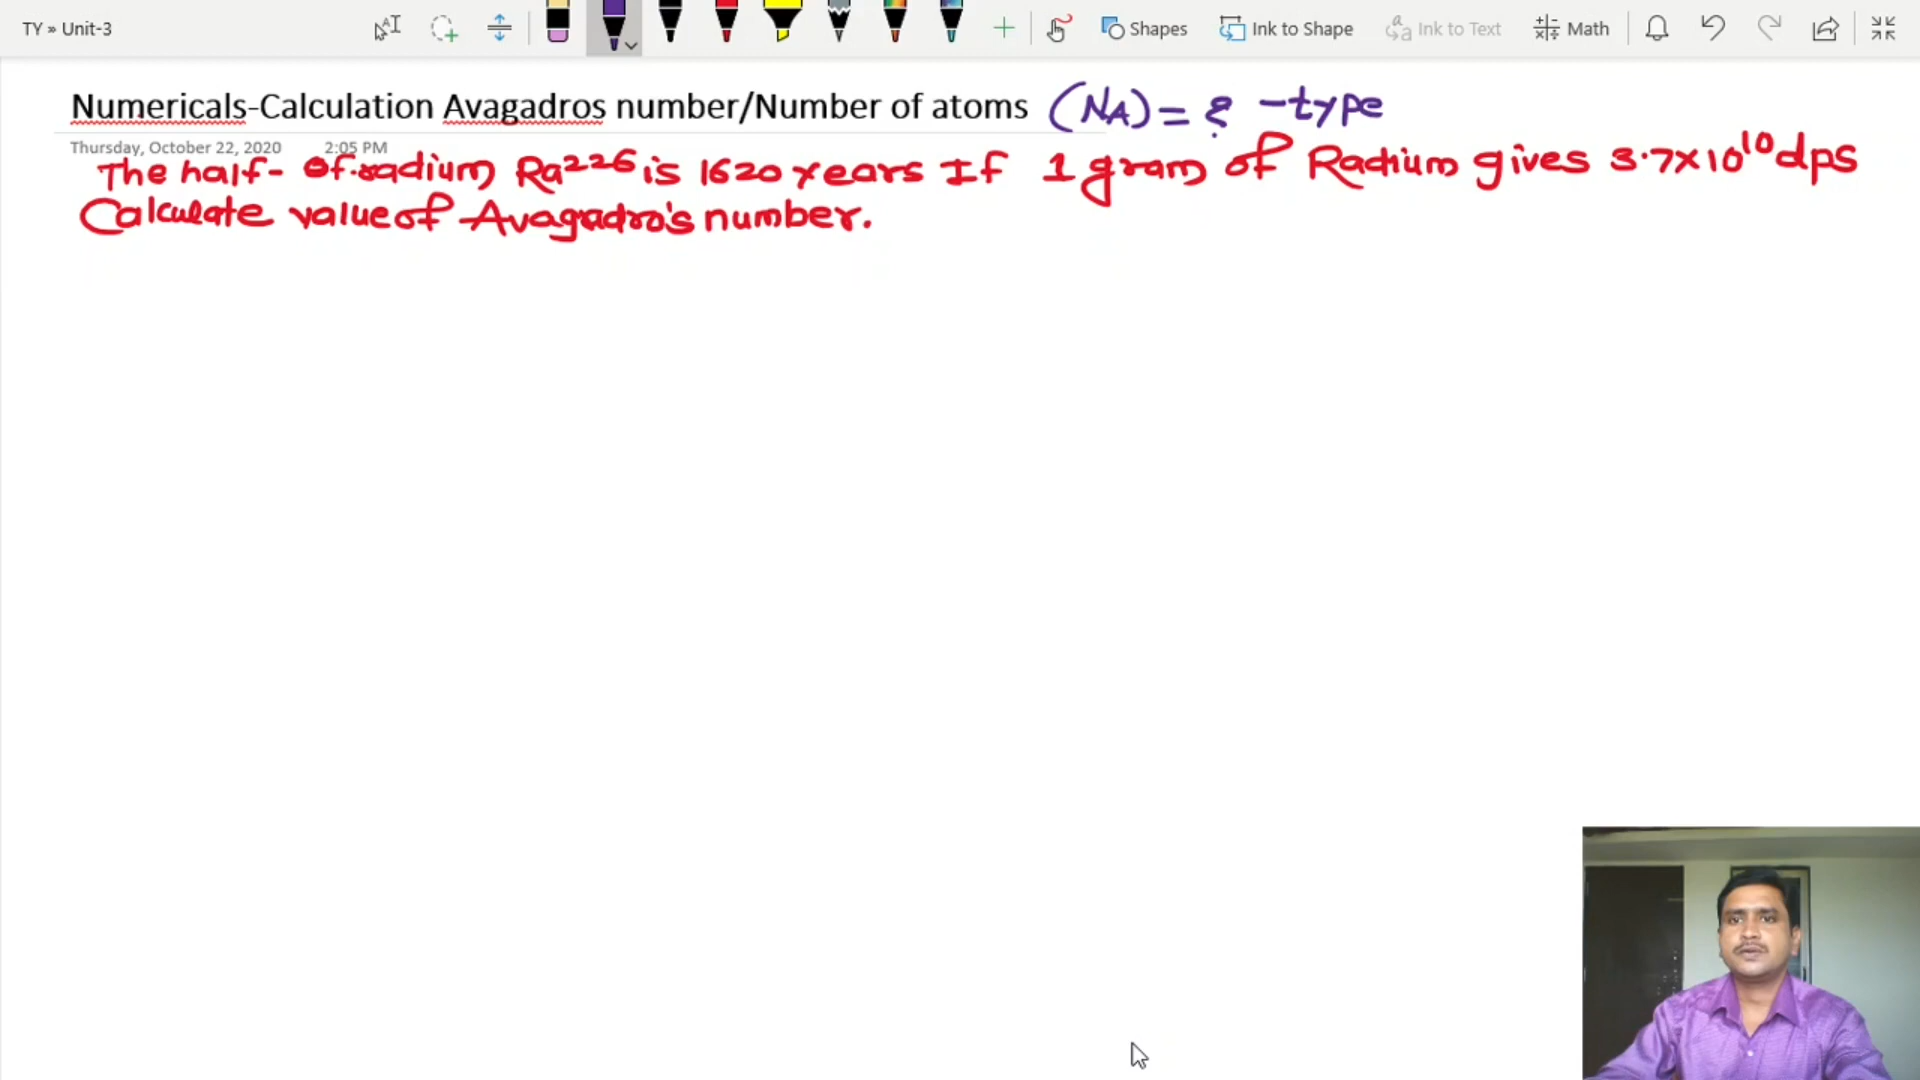 TY » Unit-3
Shapes Ink to Shape Ink to Text Math
Numericals-Calculation Avagadros number/Number of atoms (NA) = ? -type
Thursday, October 22, 2020 2:05 PM
The half- Of radium Ra226 is 1620 years If 1 gram of Radium gives 3.7×10¹⁰ dps
Calculate value of Avagadro's number.